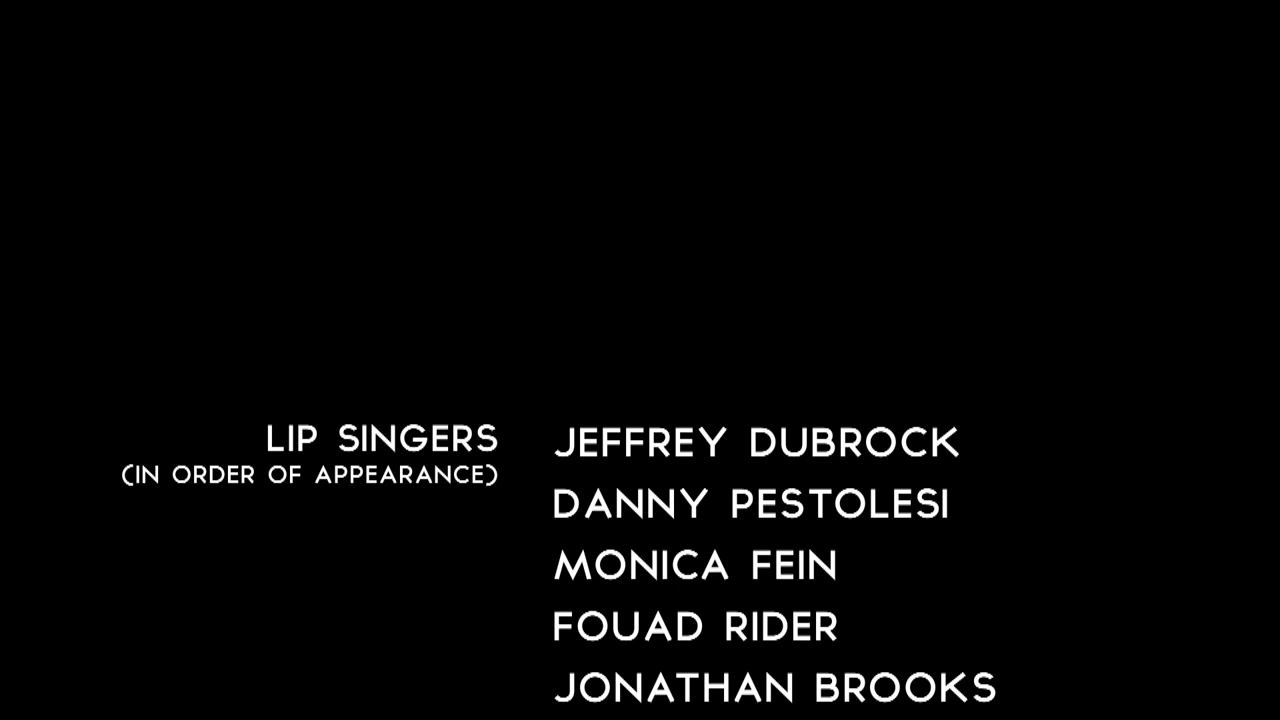 LIP SINGERS
(IN ORDER OF APPEARANCE)
JEFFREY DUBROCK
DANNY PESTOLESI
MONICA FEIN
FOUAD RIDER
JONATHAN BROOKS